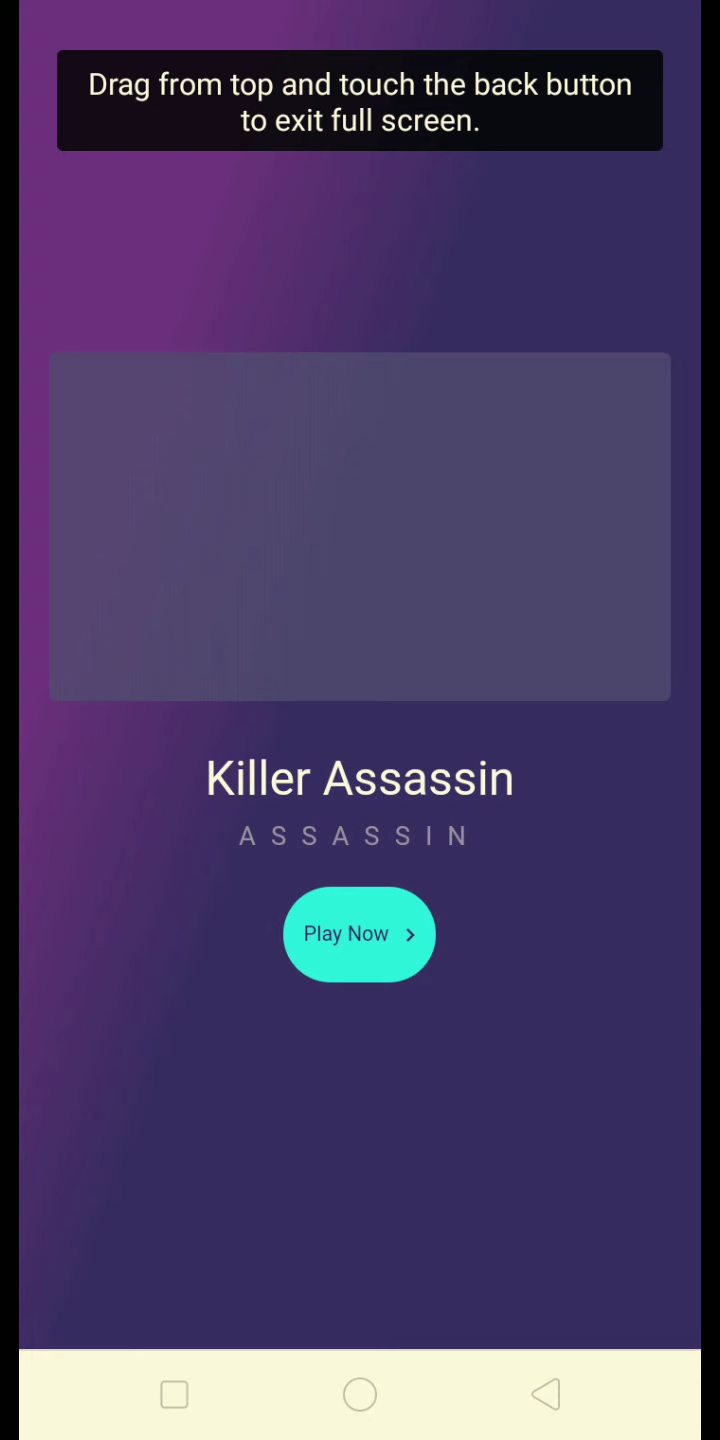 Drag from top and touch the back button
to exit full screen.
Killer Assassin
ASSASSIN
Play Now